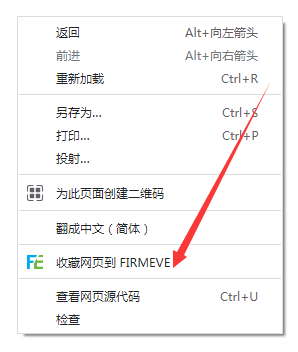 返回 Alt+向左箭头
前进 Alt+向右箭头
重新加载 Ctrl+R
另存为... Ctrl+S
打印... Ctrl+P
投射...
为此页面创建二维码
翻成中文（简体）
FE 收藏网页到 FIRMEVE
查看网页源代码 Ctrl+U
检查